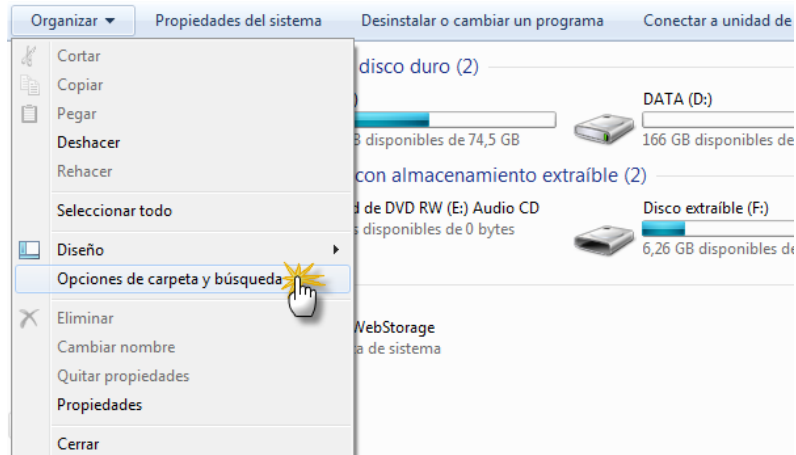 Organizar Propiedades del sistema Desinstalar o cambiar un programa Conectar a unidad de
Cortar
Copiar
Pegar
Deshacer
Rehacer
Seleccionar todo
Diseño
Opciones de carpeta y búsqueda
Eliminar
Cambiar nombre
Quitar propiedades
Propiedades
Cerrar
disco duro (2)
)
DATA (D:)
disponibles de 74,5 GB
166 GB disponibles de
con almacenamiento extraíble (2)
d de DVD RW (E:) Audio CD
s disponibles de 0 bytes
Disco extraíble (F:)
6,26 GB disponibles de
WebStorage
a de sistema